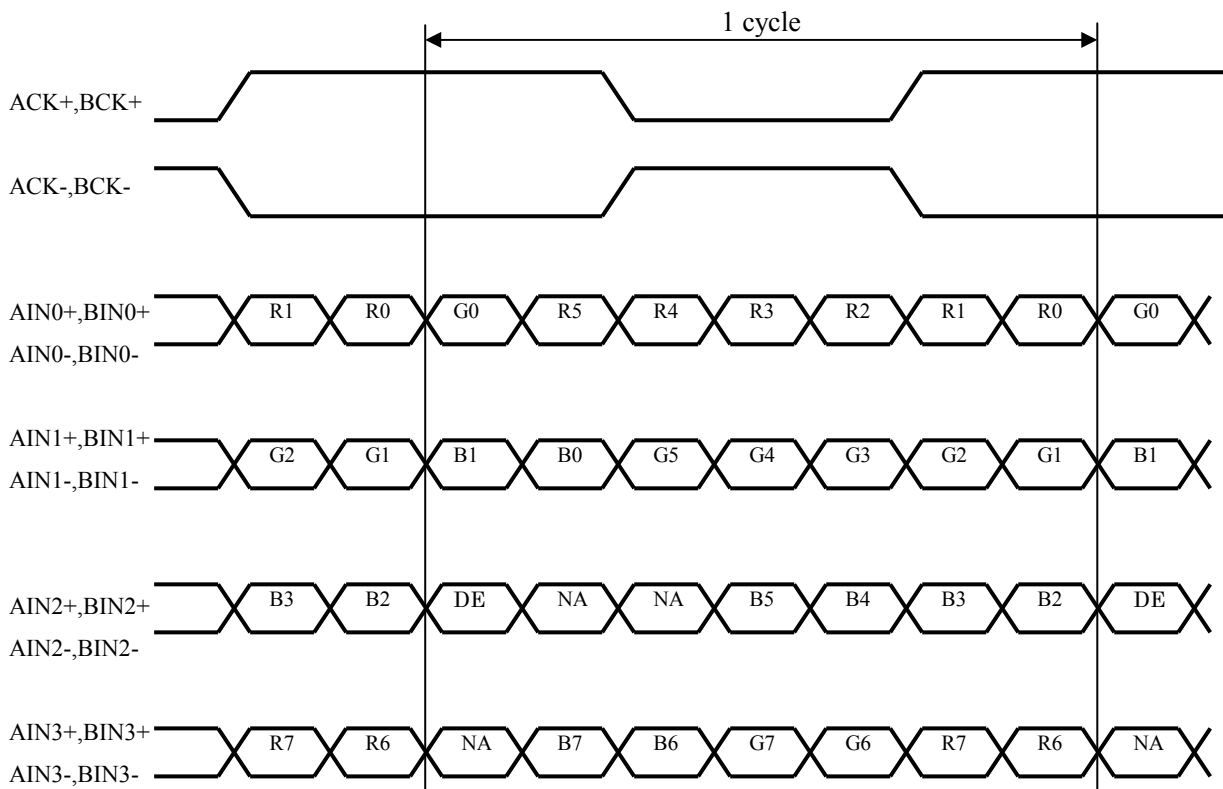 1 cycle
ACK+,BCK+
ACK-,BCK-
AIN0+,BIN0+
R1 R0 G0 R5 R4 R3 R2 R1 R0 G0
AIN0-,BIN0-
AIN1+,BIN1+
G2 G1 B1 B0 G5 G4 G3 G2 G1 B1
AIN1-,BIN1-
AIN2+,BIN2+
B3 B2 DE NA NA B5 B4 B3 B2 DE
AIN2-,BIN2-
AIN3+,BIN3+
R7 R6 NA B7 B6 G7 G6 R7 R6 NA
AIN3-,BIN3-